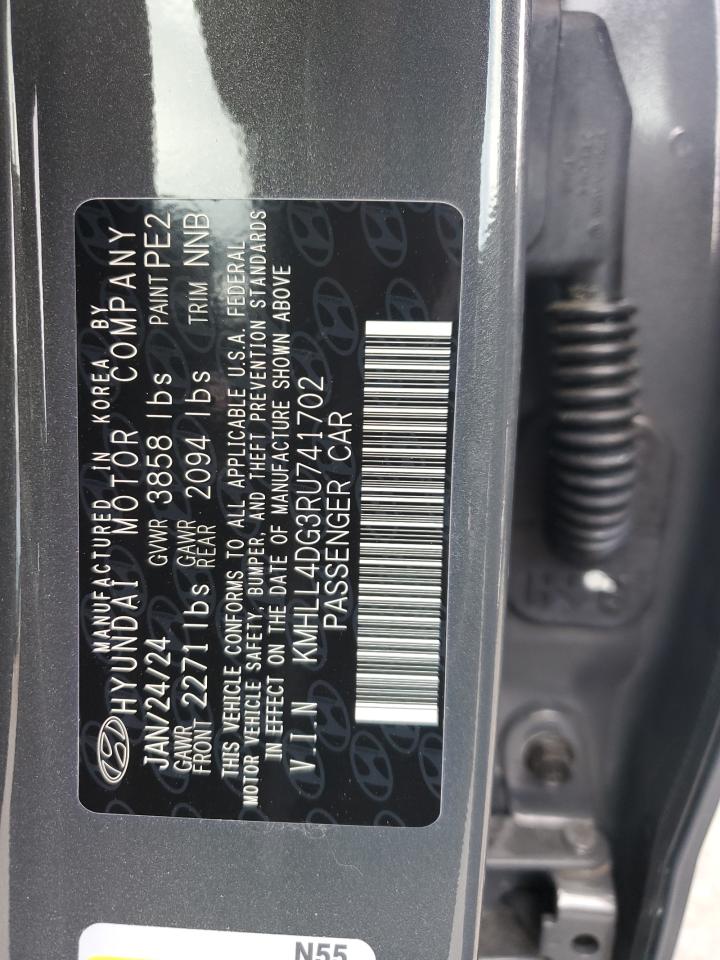 MANUFACTURED IN KOREA BY
HYUNDAI MOTOR COMPANY
JAN/24/24 GVWR 3858 lbs PAINT PE2
GAWR FRONT 2271 lbs GAWR REAR 2094 lbs TRIM NNB
THIS VEHICLE CONFORMS TO ALL APPLICABLE U.S.A. FEDERAL
MOTOR VEHICLE SAFETY, BUMPER, AND THEFT PREVENTION STANDARDS
IN EFFECT ON THE DATE OF MANUFACTURE SHOWN ABOVE
V.I.N KMHLL4DG3RU741702
PASSENGER CAR
N55